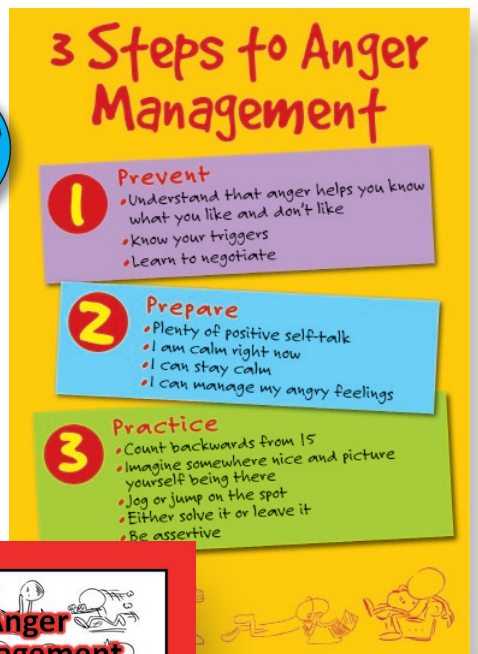 3 Steps to Anger
Management
1
Prevent
•Understand that anger helps you know
what you like and don't like
•Know your triggers
•Learn to negotiate
2
Prepare
•Plenty of positive self-talk
•I am calm right now
•I can stay calm
•I can manage my angry feelings
3
Practice
•Count backwards from 15
•Imagine somewhere nice and picture
yourself being there
•Jog or jump on the spot
•Either solve it or leave it
•Be assertive
Anger